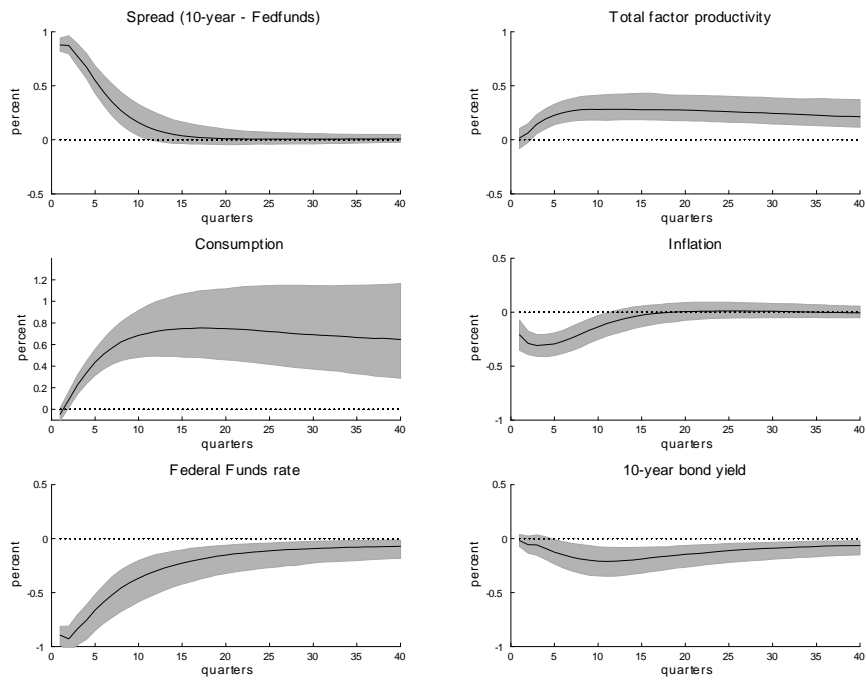 Spread (10-year - Fedfunds)
1
0.5
0
-0.5
percent
0 5 10 15 20 25 30 35 40
quarters
Total factor productivity
1
0.5
0
-0.5
percent
0 5 10 15 20 25 30 35 40
quarters
Consumption
1.2
1
0.8
0.6
0.4
0.2
0
percent
0 5 10 15 20 25 30 35 40
quarters
Inflation
0.5
0
-0.5
-1
percent
0 5 10 15 20 25 30 35 40
quarters
Federal Funds rate
0.5
0
-0.5
-1
percent
0 5 10 15 20 25 30 35 40
quarters
10-year bond yield
0.5
0
-0.5
-1
percent
0 5 10 15 20 25 30 35 40
quarters